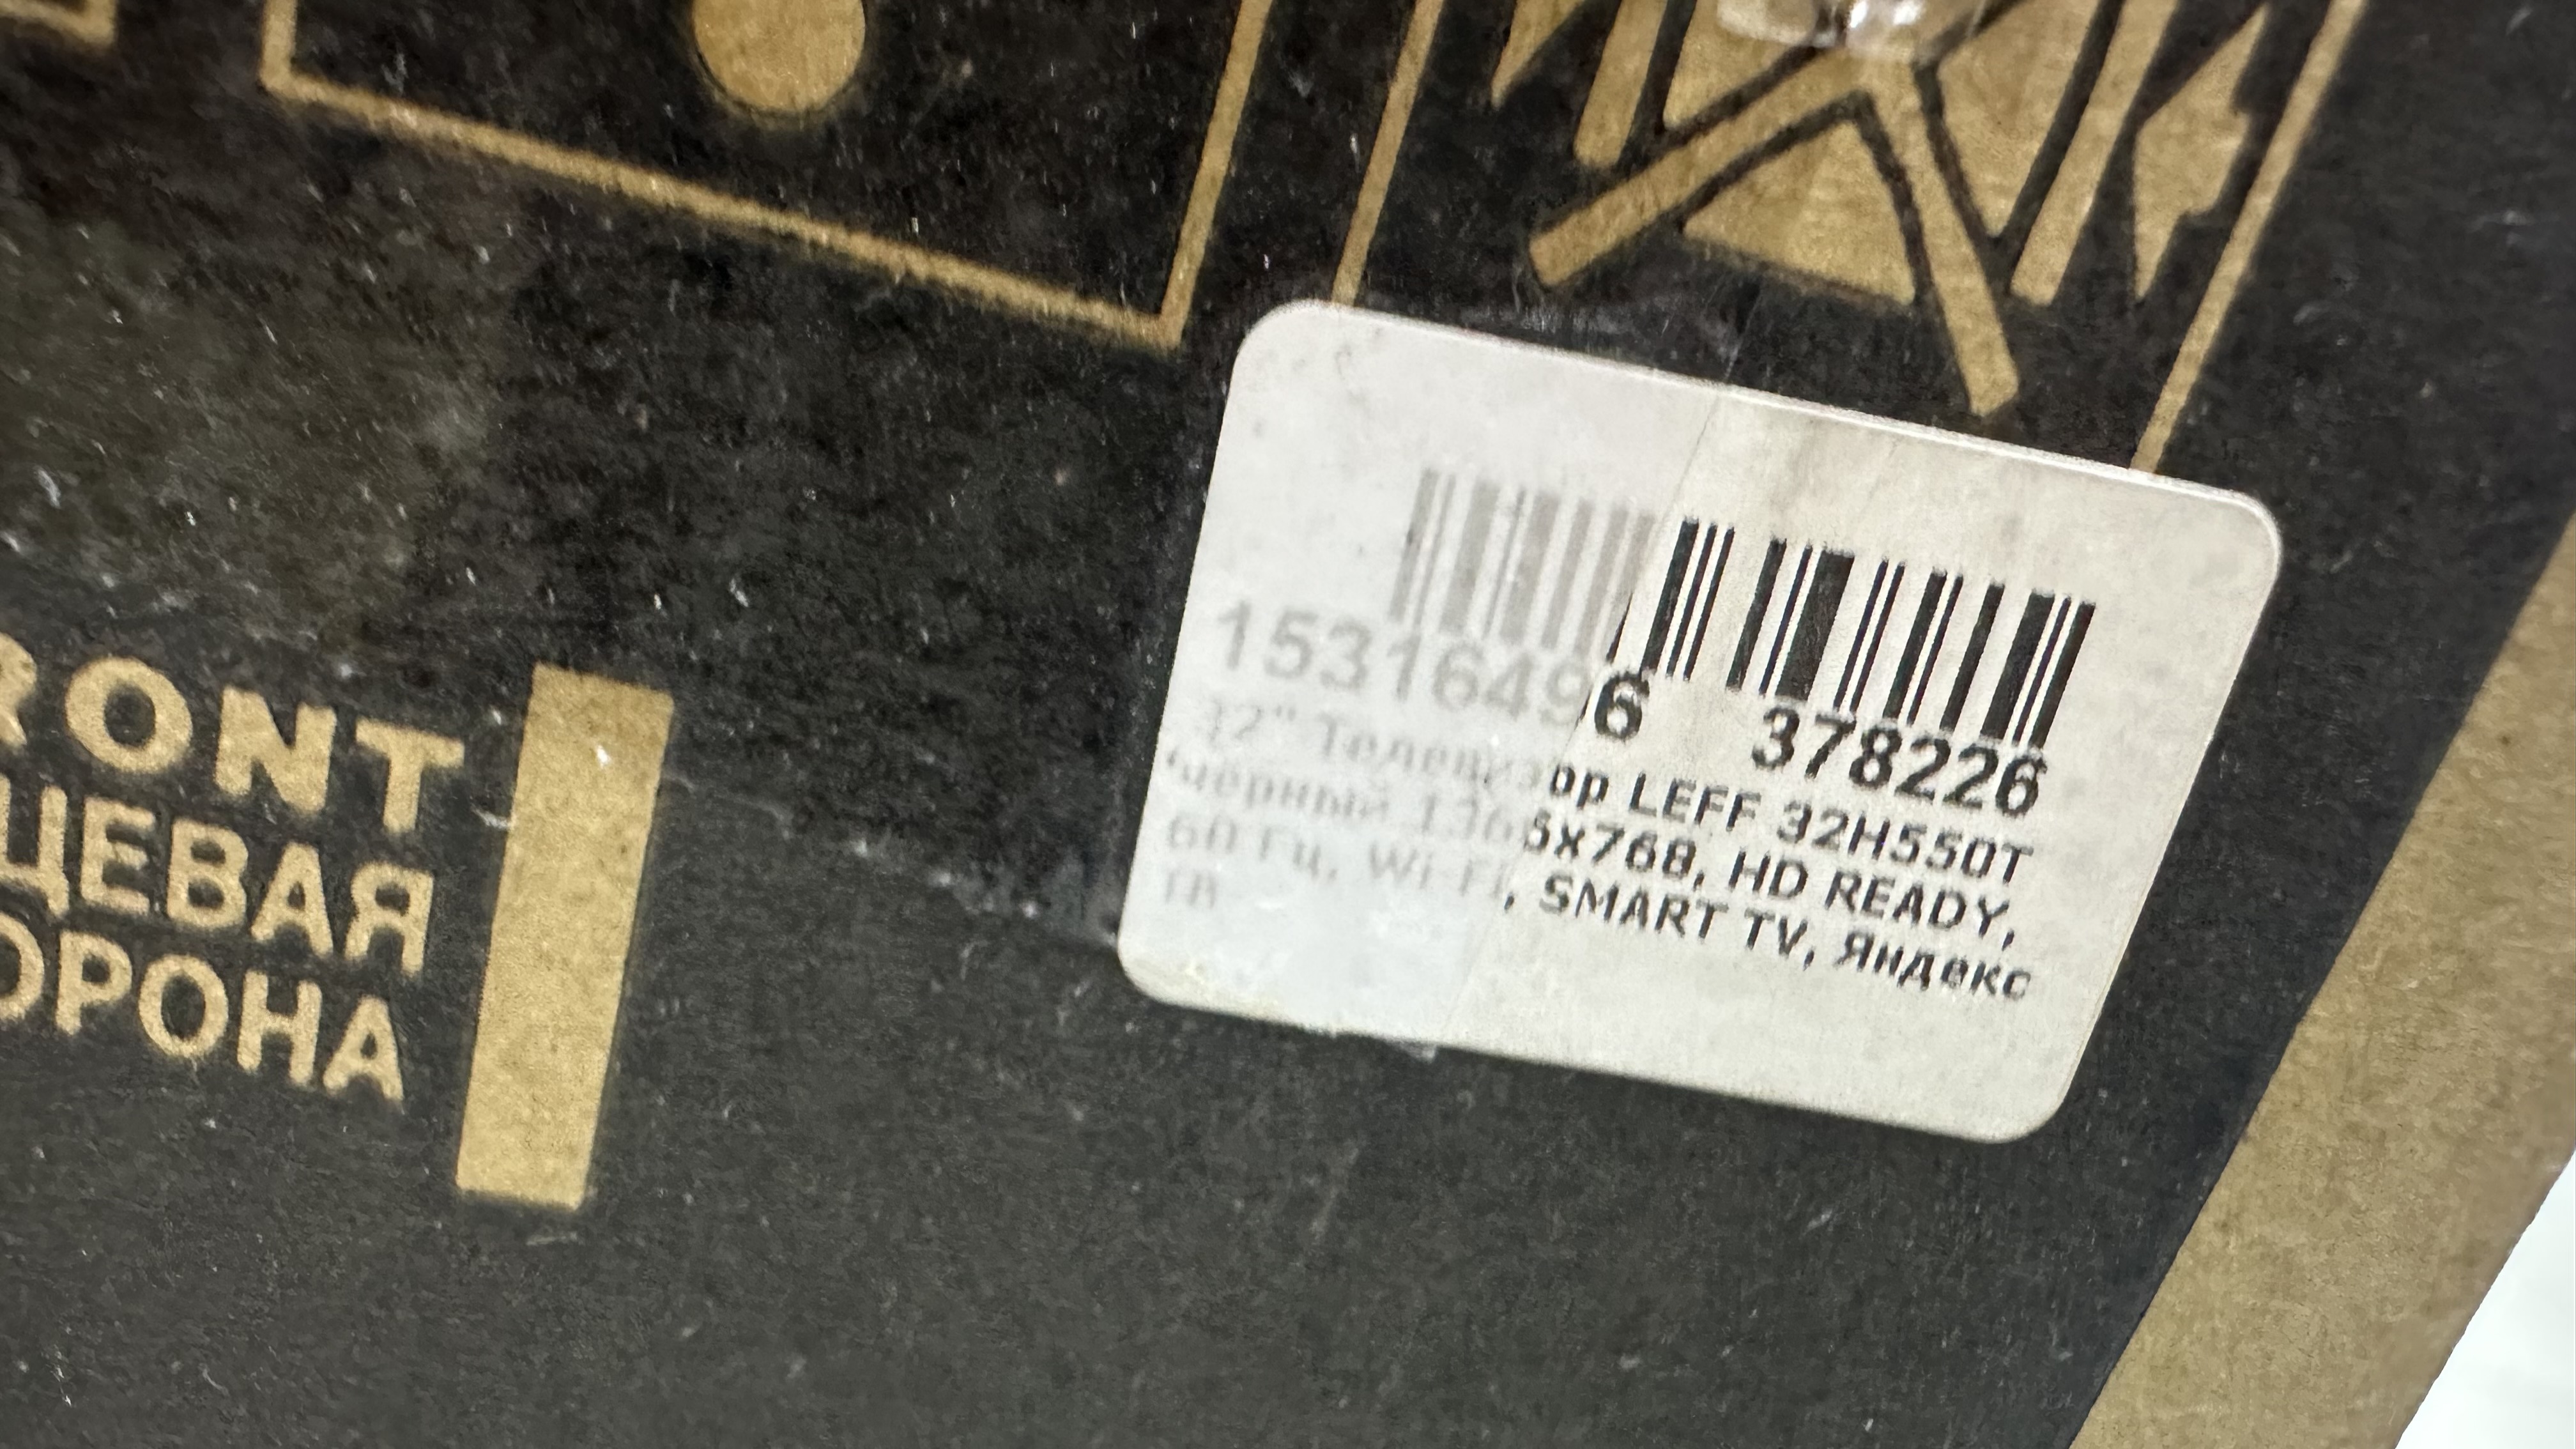 RONT
ЦЕВАЯ
ОРОНА
15316496 378226
32" Телевизор LEFF 32H550T
черный 1366x768, HD READY,
60 Гц, Wi-Fi, SMART TV, Яндекс
ТВ